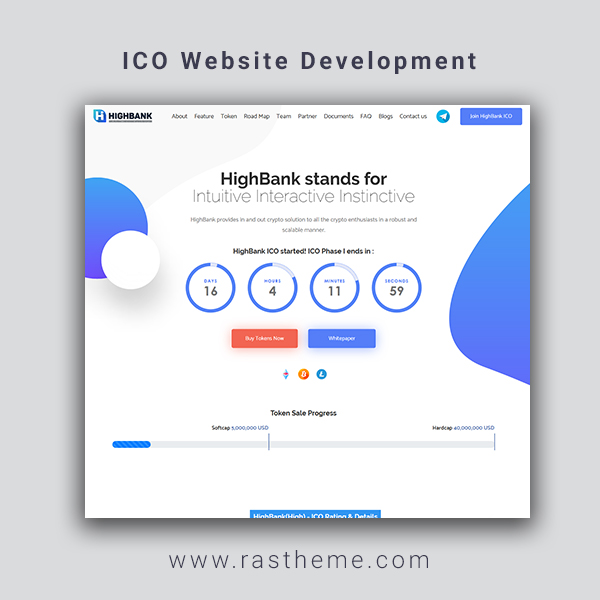 ICO Website Development
HIGHBANK
About Feature Token Road Map Team Partner Documents FAQ Blogs Contact us
Join HighBank ICO
HighBank stands for
Intuitive Interactive Instinctive
HighBank provides in and out crypto solution to all the crypto enthusiasts in a robust and
scalable manner.
HighBank ICO started! ICO Phase I ends in :
DAYS HOURS MINUTES SECONDS
16 4 11 59
Buy Tokens Now Whitepaper
Token Sale Progress
Softcap 5,000,000 USD Hardcap 40,000,000 USD
HighBank(High) - ICO Rating & Details
www.rastheme.com